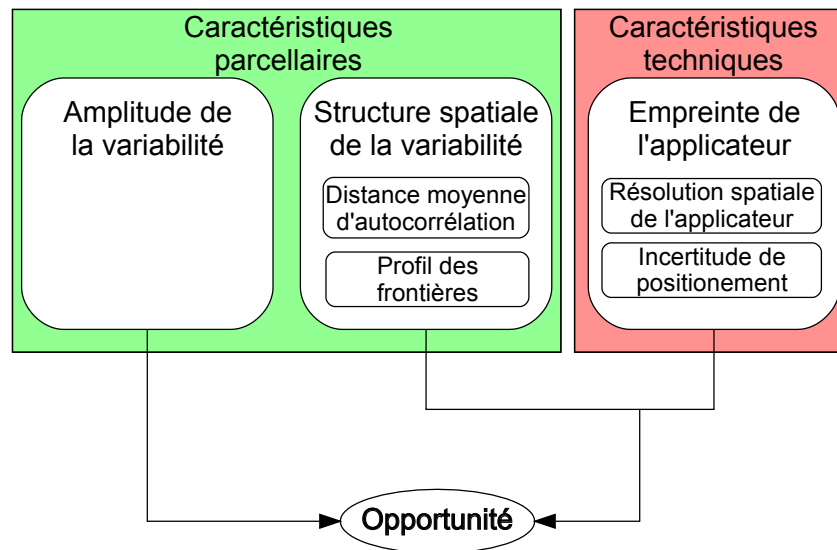 Caractéristiques
parcellaires
Amplitude de
la variabilité
Structure spatiale
de la variabilité
Distance moyenne
d'autocorrélation
Profil des
frontières
Caractéristiques
techniques
Empreinte de
l'applicateur
Résolution spatiale
de l'applicateur
Incertitude de
positionement
Opportunité